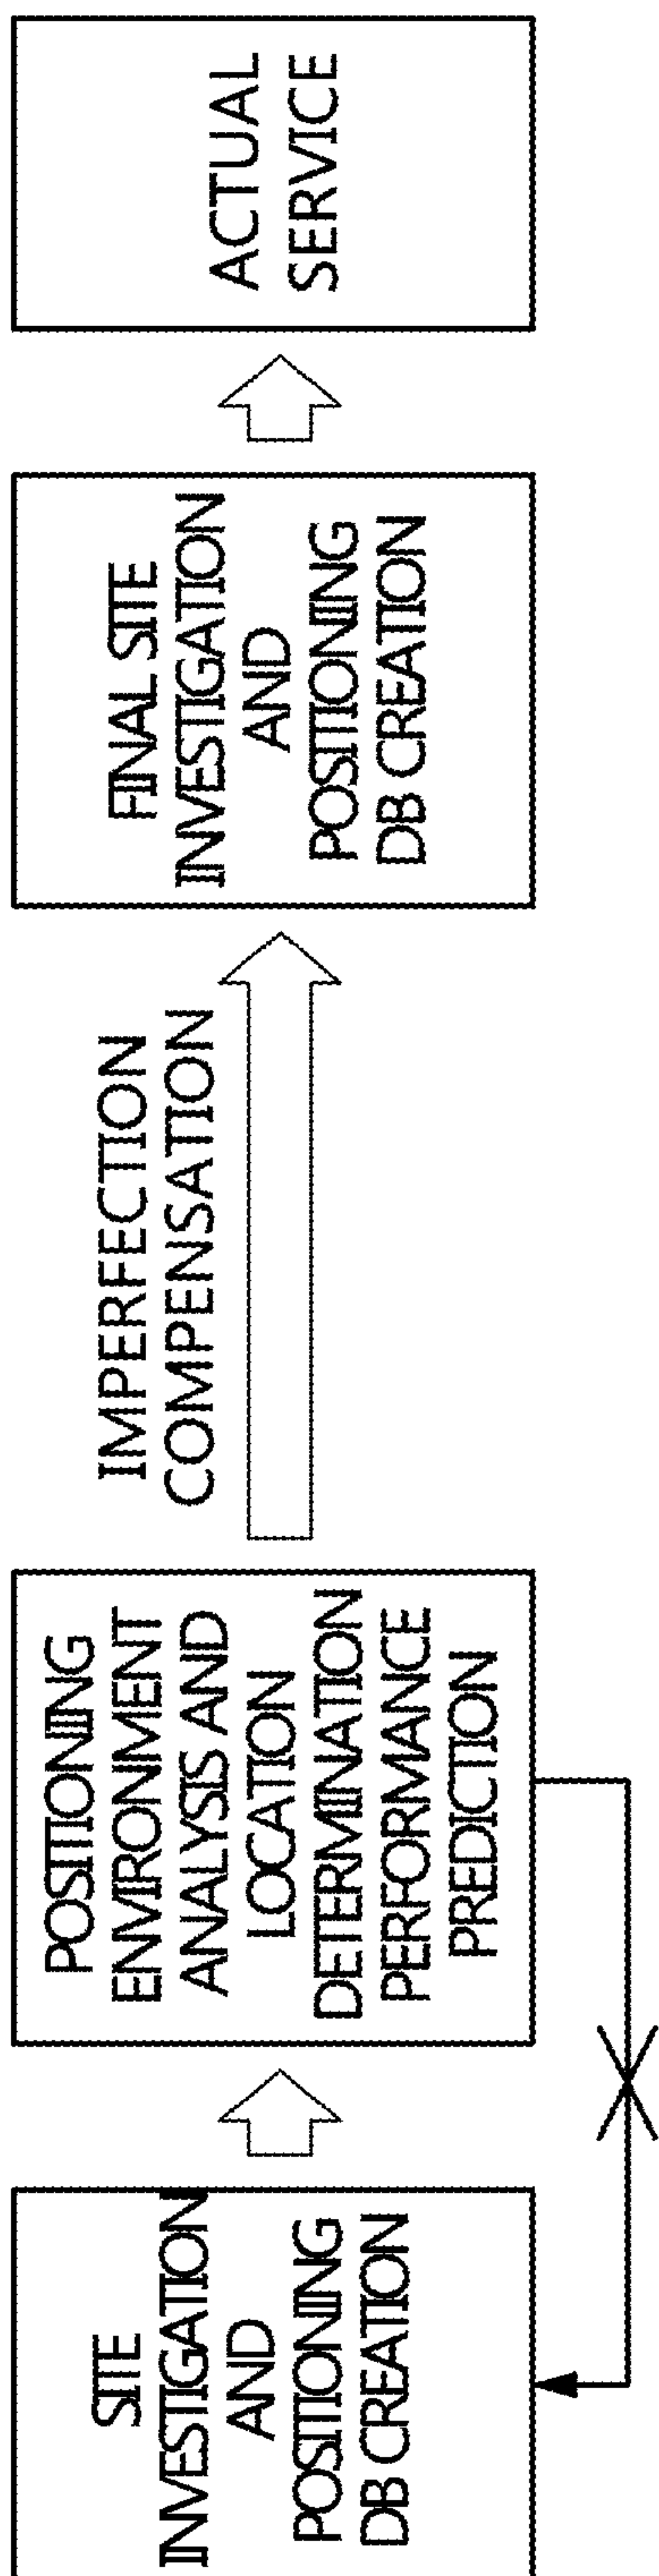 SITE
INVESTIGATION
AND
POSITIONING
DB CREATION
POSITIONING
ENVIRONMENT
ANALYSIS AND
LOCATION
DETERMINATION
PERFORMANCE
PREDICTION
IMPERFECTION
COMPENSATION
FINAL SITE
INVESTIGATION
AND
POSITIONING
DB CREATION
ACTUAL
SERVICE